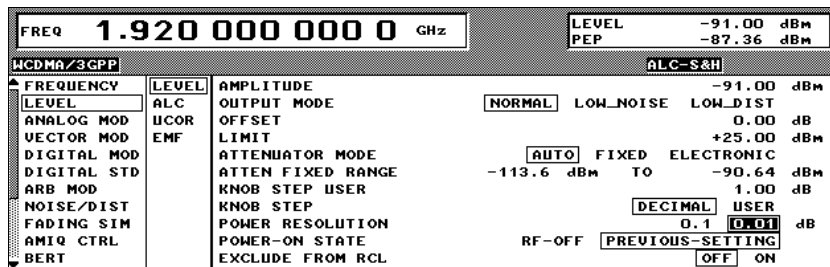 FREQ 1.920 000 000 0 GHz LEVEL -91.00 dBm
PEP -87.36 dBm
WCDMA/3GPP ALC-S&H
FREQUENCY LEVEL AMPLITUDE -91.00 dBm
LEVEL ALC OUTPUT MODE NORMAL LOW_NOISE LOW_DIST
ANALOG MOD UCOR OFFSET 0.00 dB
VECTOR MOD EMF LIMIT +25.00 dBm
DIGITAL MOD ATTENUATOR MODE AUTO FIXED ELECTRONIC
DIGITAL STD ATTEN FIXED RANGE -113.6 dBm TO -90.64 dBm
ARB MOD KNOB STEP USER 1.00 dB
NOISE/DIST KNOB STEP DECIMAL USER
FADING SIM POWER RESOLUTION 0.1 0.01 dB
AMIQ CTRL POWER-ON STATE RF-OFF PREVIOUS-SETTING
BERT EXCLUDE FROM RCL OFF ON